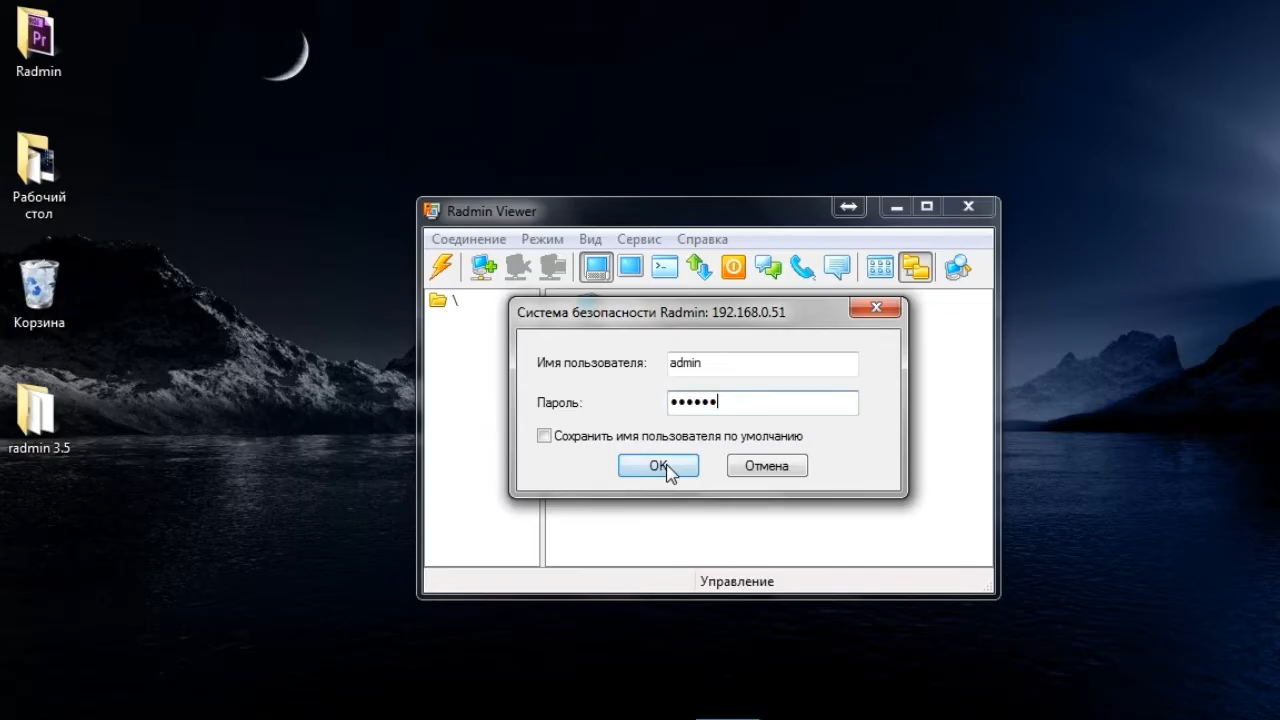 Radmin
Рабочий
стол
Корзина
radmin 3.5
Radmin Viewer
Соединение Режим Вид Сервис Справка
\
Система безопасности Radmin: 192.168.0.51
Имя пользователя: admin
Пароль: ••••••
Сохранить имя пользователя по умолчанию
OK Отмена
Управление